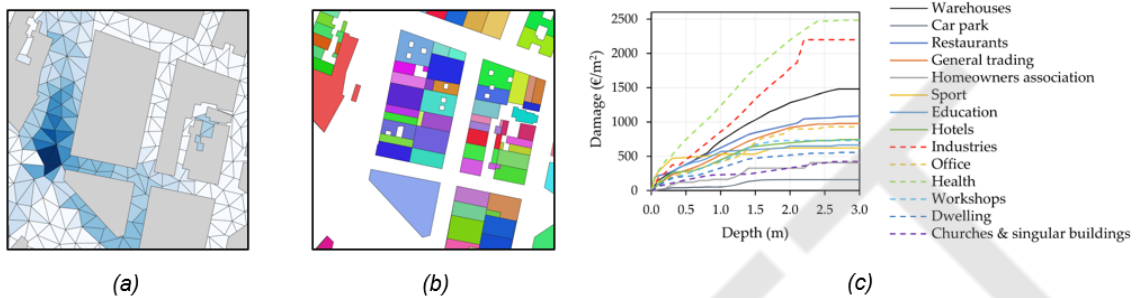 2500
2000
1500
1000
500
0
Damage (€/m²)
0.0 0.5 1.0 1.5 2.0 2.5 3.0
Depth (m)
Warehouses
Car park
Restaurants
General trading
Homeowners association
Sport
Education
Hotels
Industries
Office
Health
Workshops
Dwelling
Churches & singular buildings
(a)
(b)
(c)